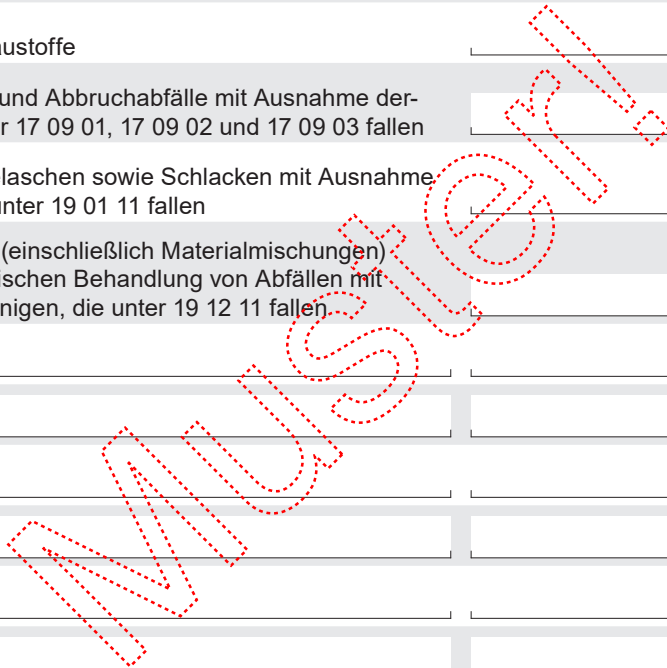 austoffe
und Abbruchabfälle mit Ausnahme der-
r 17 09 01, 17 09 02 und 17 09 03 fallen
laschen sowie Schlacken mit Ausnahme
unter 19 01 11 fallen
(einschließlich Materialmischungen)
ischen Behandlung von Abfällen mit
nigen, die unter 19 12 11 fallen
Muster!